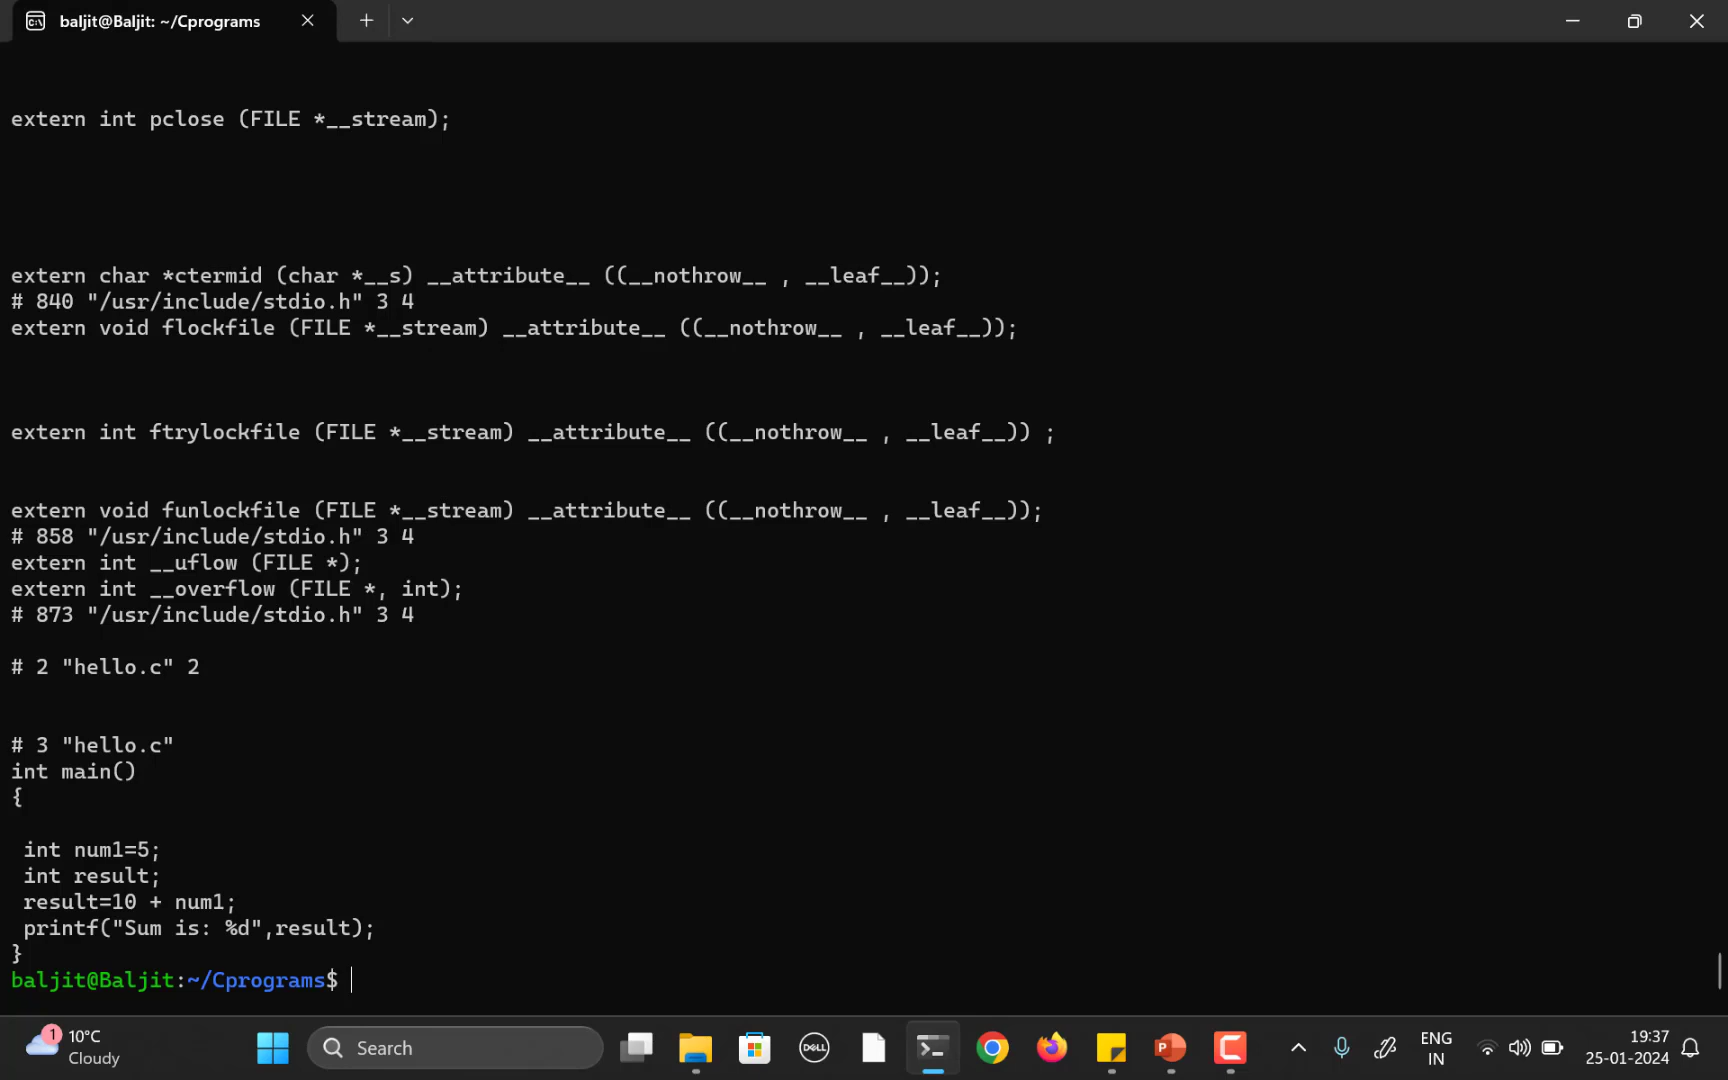 baljit@Baljit: ~/Cprograms
extern int pclose (FILE *__stream);
extern char *ctermid (char *__s) __attribute__ ((__nothrow__ , __leaf__));
# 840 "/usr/include/stdio.h" 3 4
extern void flockfile (FILE *__stream) __attribute__ ((__nothrow__ , __leaf__));
extern int ftrylockfile (FILE *__stream) __attribute__ ((__nothrow__ , __leaf__)) ;
extern void funlockfile (FILE *__stream) __attribute__ ((__nothrow__ , __leaf__));
# 858 "/usr/include/stdio.h" 3 4
extern int __uflow (FILE *);
extern int __overflow (FILE *, int);
# 873 "/usr/include/stdio.h" 3 4
# 2 "hello.c" 2
# 3 "hello.c"
int main()
{
int num1=5;
int result;
result=10 + num1;
printf("Sum is: %d",result);
}
baljit@Baljit:~/Cprograms$
1
10°C
Cloudy
Search
DELL
P
ENG
IN
19:37
25-01-2024